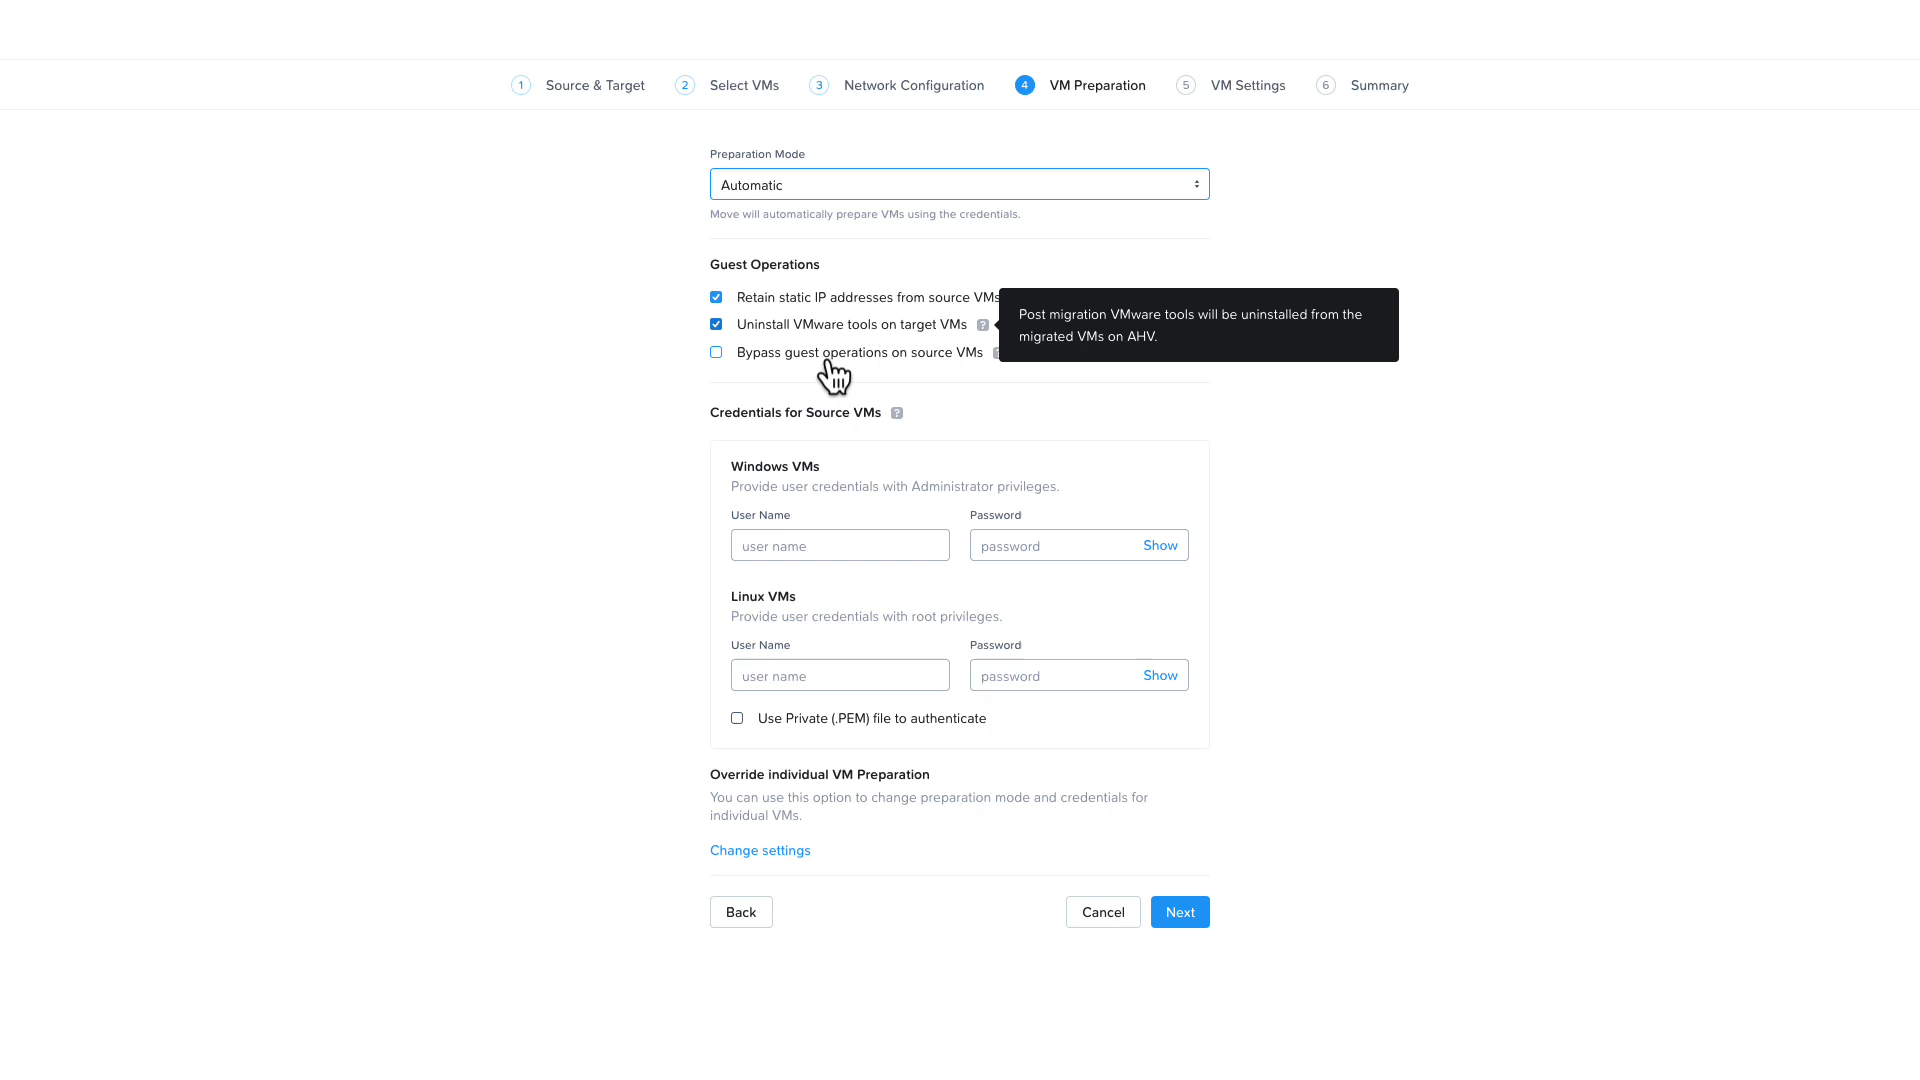 1 Source & Target 2 Select VMs 3 Network Configuration 4 VM Preparation 5 VM Settings 6 Summary
Preparation Mode
Automatic
Move will automatically prepare VMs using the credentials.
Guest Operations
Retain static IP addresses from source VMs
Uninstall VMware tools on target VMs ?
Post migration VMware tools will be uninstalled from the
migrated VMs on AHV.
Bypass guest operations on source VMs
Credentials for Source VMs ?
Windows VMs
Provide user credentials with Administrator privileges.
User Name Password
user name password Show
Linux VMs
Provide user credentials with root privileges.
User Name Password
user name password Show
Use Private (.PEM) file to authenticate
Override individual VM Preparation
You can use this option to change preparation mode and credentials for
individual VMs.
Change settings
Back Cancel Next